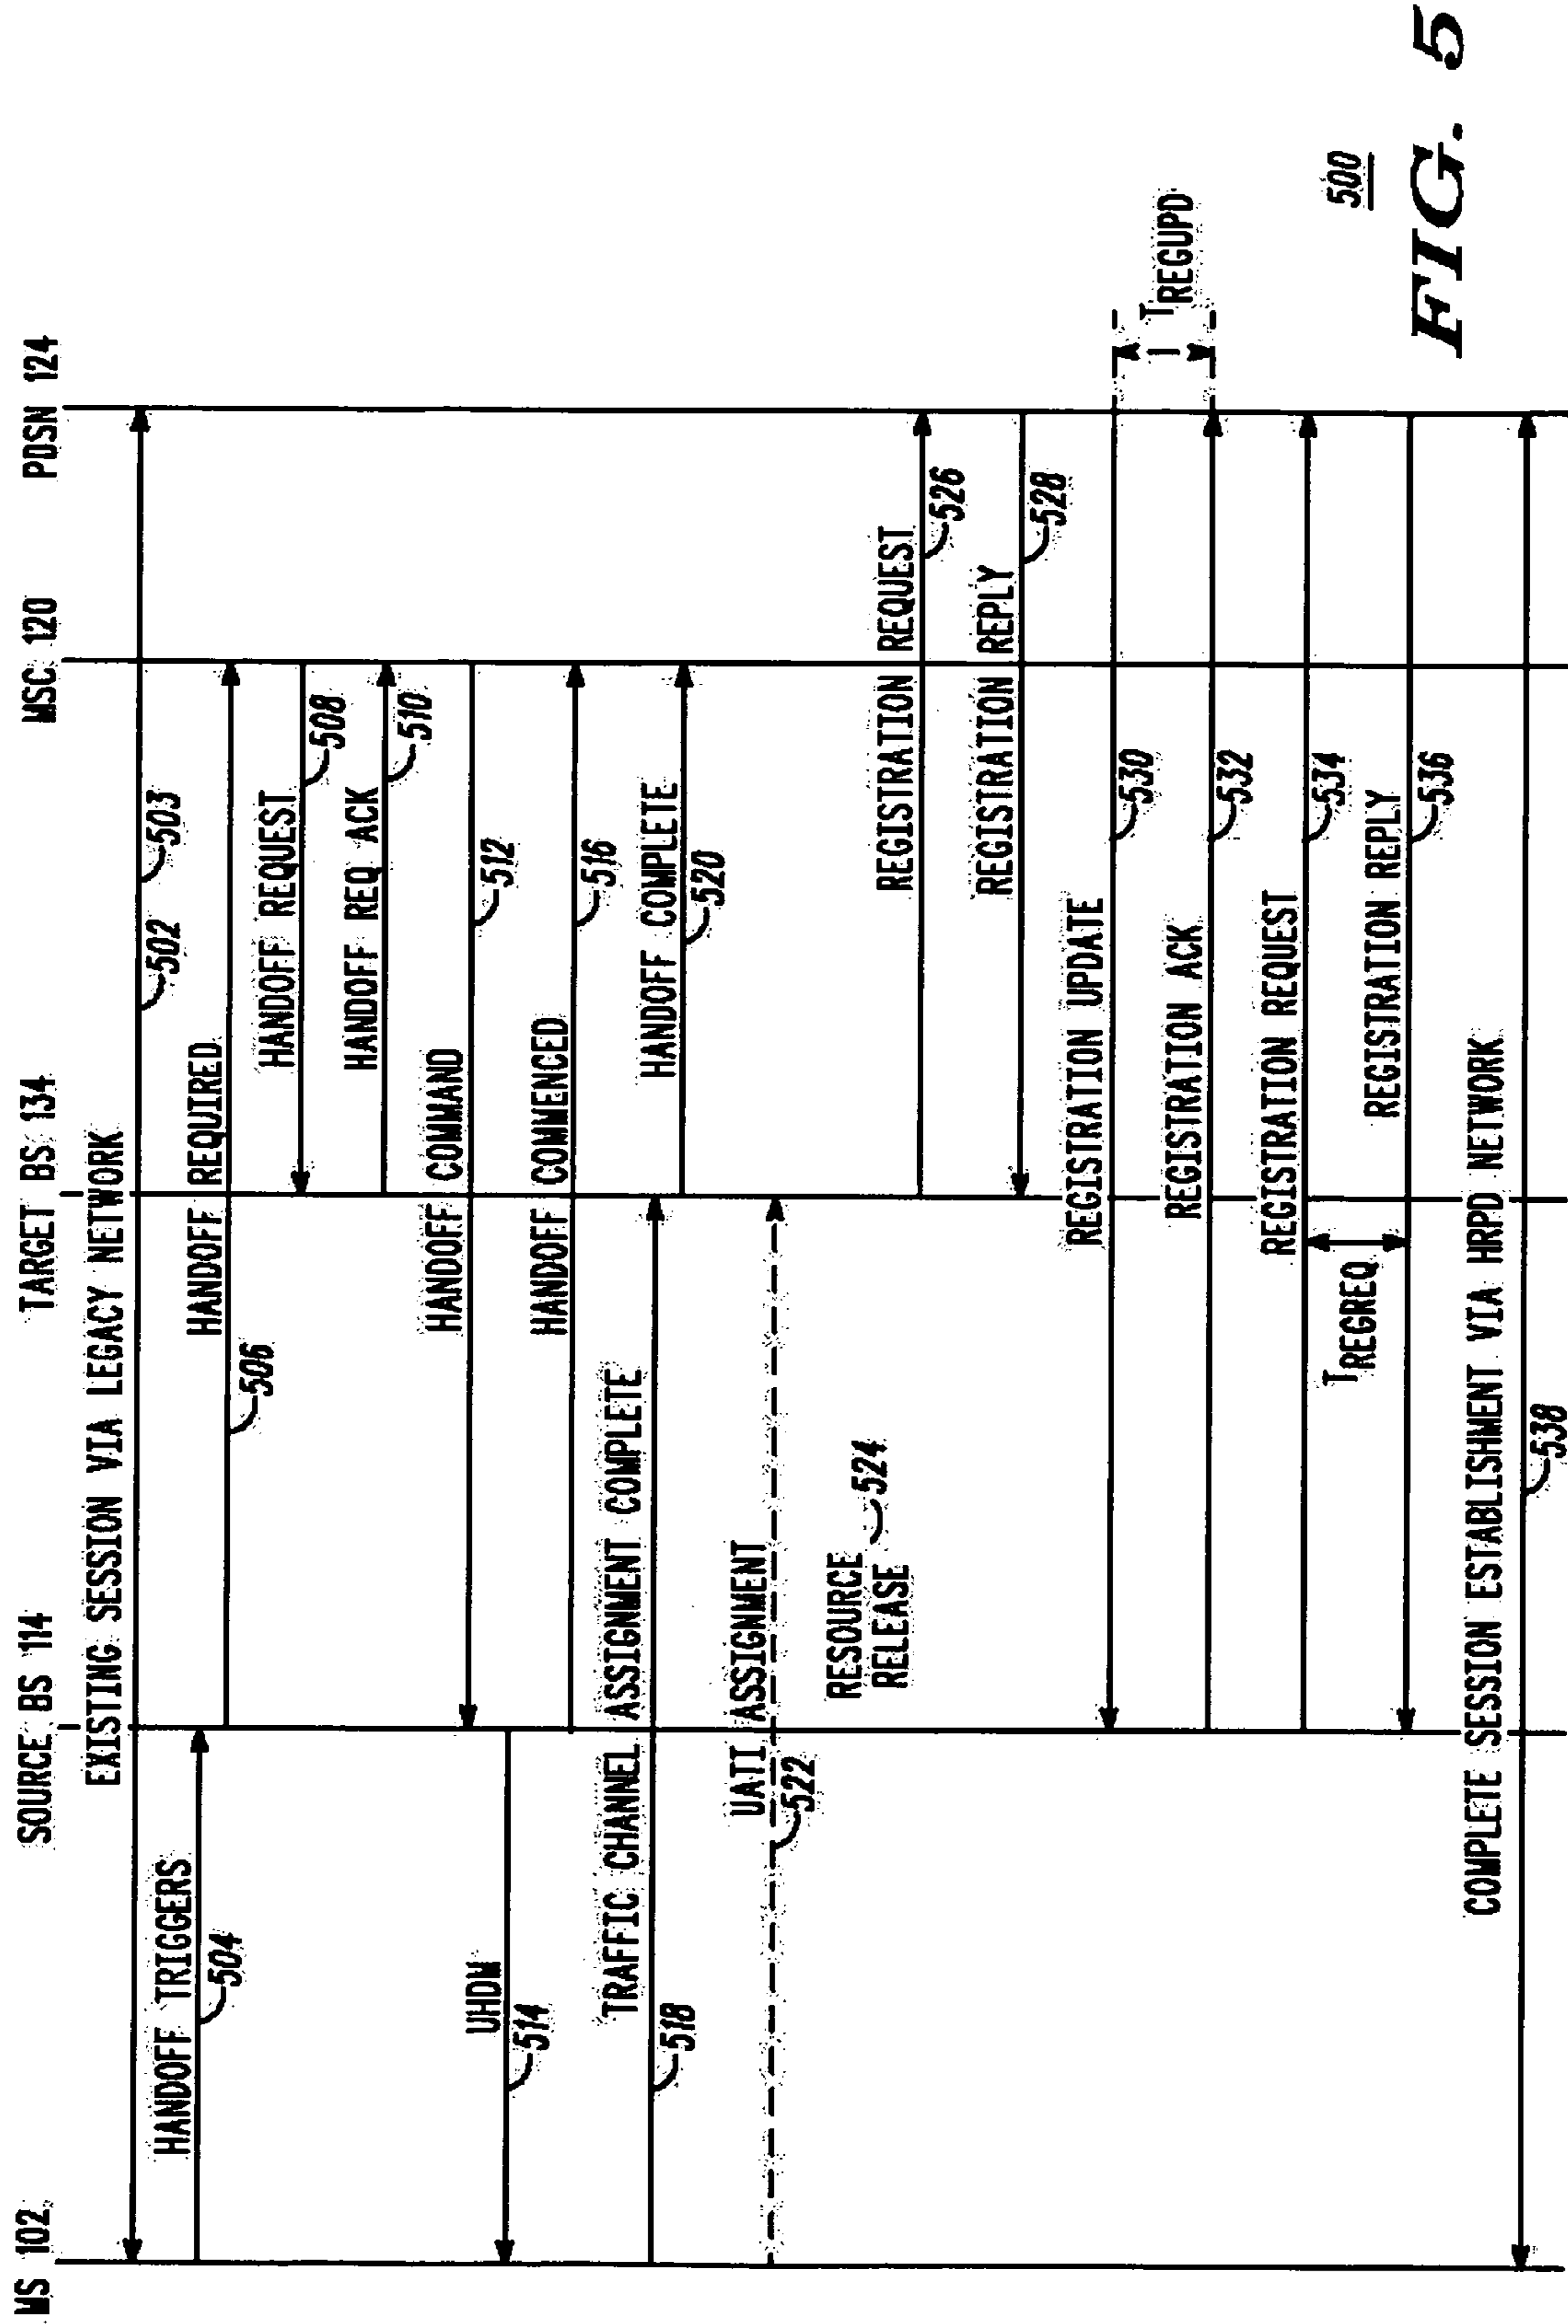 MS 102
SOURCE BS 114
TARGET BS 134
MSC 120
PDSN 124
EXISTING SESSION VIA LEGACY NETWORK
502
503
HANDOFF TRIGGERS
504
HANDOFF REQUIRED
506
HANDOFF REQUEST
508
HANDOFF REQ ACK
510
HANDOFF COMMAND
512
UHDM
514
HANDOFF COMMENCED
516
TRAFFIC CHANNEL ASSIGNMENT COMPLETE
518
HANDOFF COMPLETE
520
UATI ASSIGNMENT
522
RESOURCE
RELEASE
524
REGISTRATION REQUEST
526
REGISTRATION REPLY
528
REGISTRATION UPDATE
530
TREGUPD
REGISTRATION ACK
532
REGISTRATION REQUEST
534
TREGREQ
REGISTRATION REPLY
536
COMPLETE SESSION ESTABLISHMENT VIA HRPD NETWORK
538
500
FIG. 5